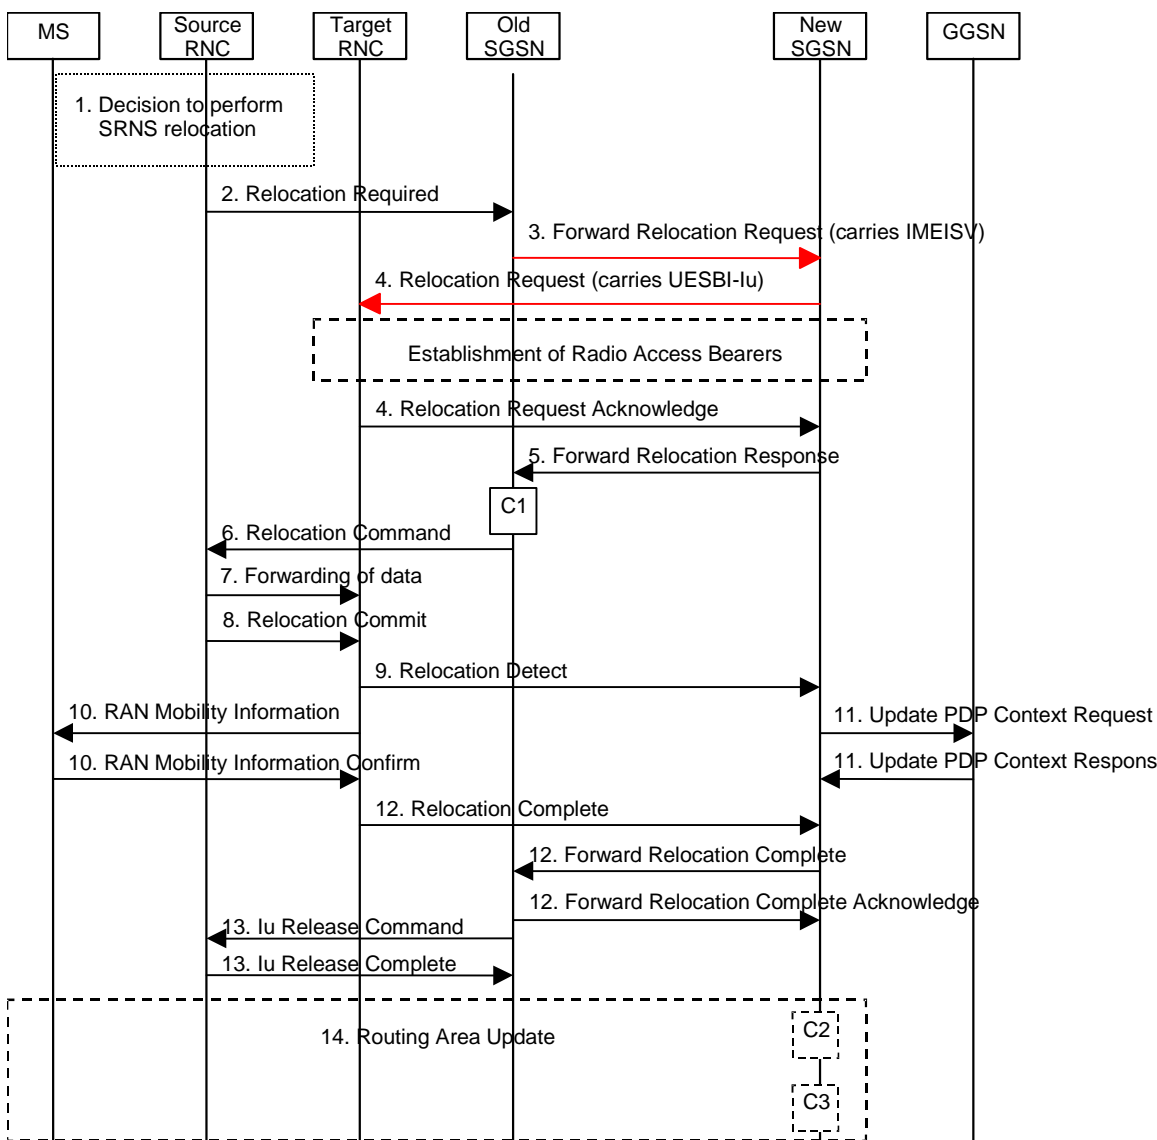 MS
Source
RNC
Target
RNC
Old
SGSN
New
SGSN
GGSN
1. Decision to perform
SRNS relocation
2. Relocation Required
3. Forward Relocation Request (carries IMEISV)
4. Relocation Request (carries UESBI-Iu)
Establishment of Radio Access Bearers
4. Relocation Request Acknowledge
5. Forward Relocation Response
C1
6. Relocation Command
7. Forwarding of data
8. Relocation Commit
9. Relocation Detect
10. RAN Mobility Information
11. Update PDP Context Request
10. RAN Mobility Information Confirm
11. Update PDP Context Respons
12. Relocation Complete
12. Forward Relocation Complete
12. Forward Relocation Complete Acknowledge
13. Iu Release Command
13. Iu Release Complete
14. Routing Area Update
C2
C3